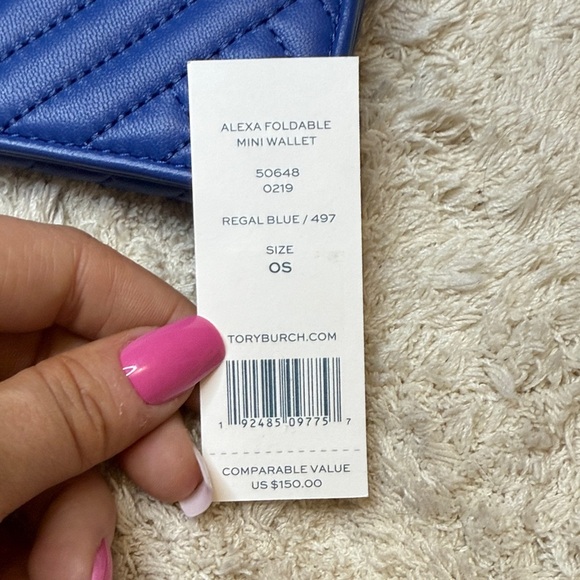 ALEXA FOLDABLE
MINI WALLET
50648
0219
REGAL BLUE / 497
SIZE
OS
TORYBURCH.COM
1 92485 09775 7
COMPARABLE VALUE
US $150.00